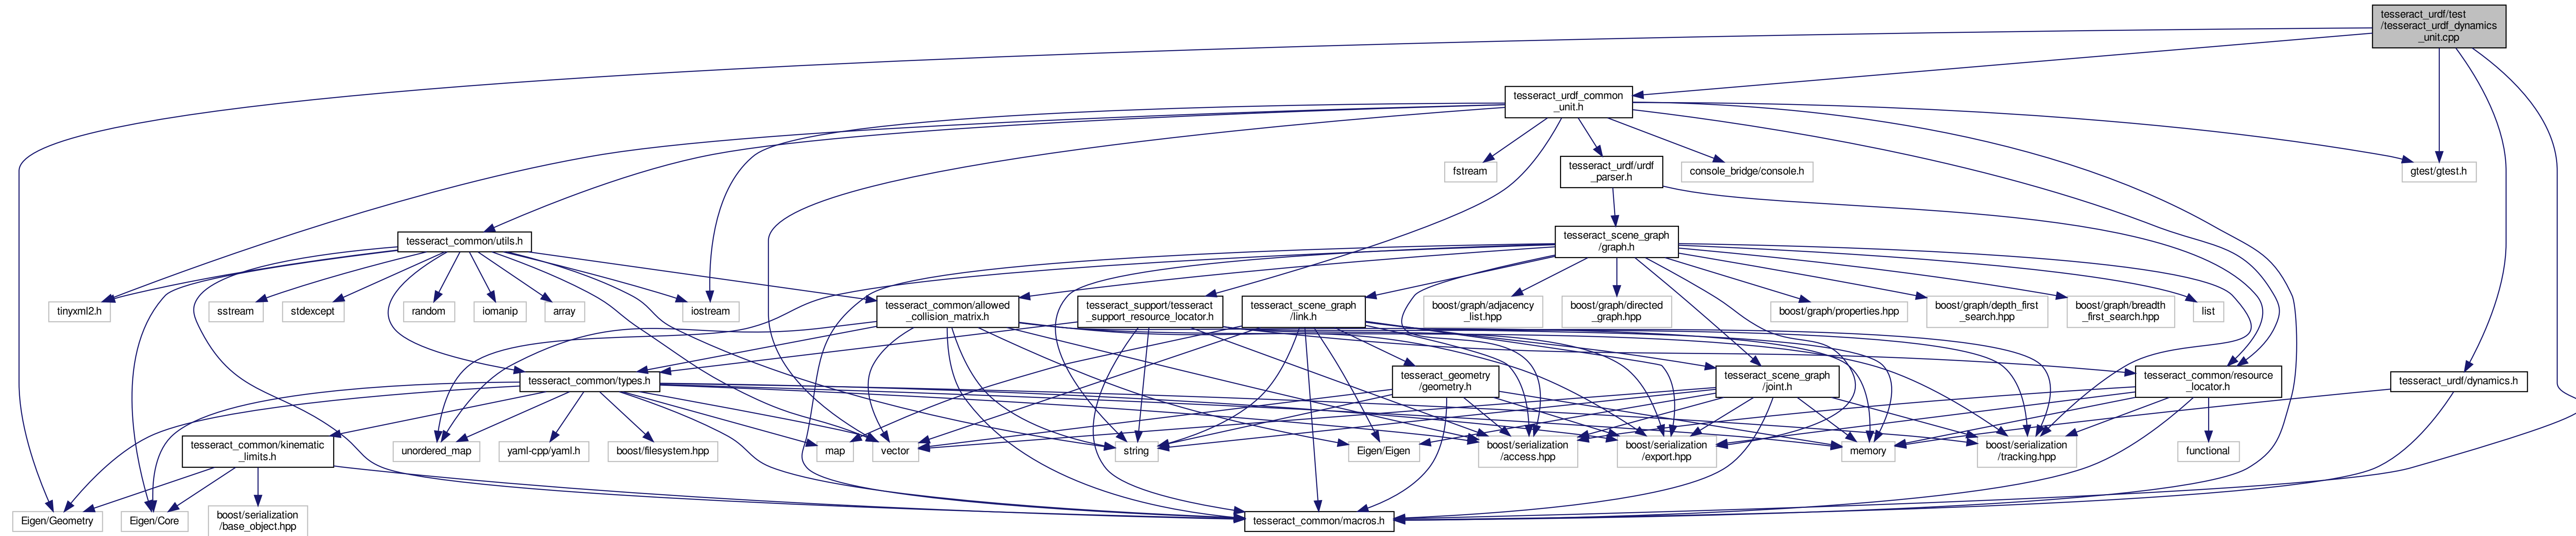 tesseract_urdf/test
/tesseract_urdf_dynamics
_unit.cpp
tesseract_urdf_common
_unit.h
fstream
tesseract_urdf/urdf
_parser.h
console_bridge/console.h
gtest/gtest.h
tesseract_common/utils.h
tesseract_scene_graph
/graph.h
tinyxml2.h
sstream
stdexcept
random
iomanip
array
iostream
tesseract_common/allowed
_collision_matrix.h
tesseract_support/tesseract
_support_resource_locator.h
tesseract_scene_graph
/link.h
boost/graph/adjacency
_list.hpp
boost/graph/directed
_graph.hpp
boost/graph/properties.hpp
boost/graph/depth_first
_search.hpp
boost/graph/breadth
_first_search.hpp
list
tesseract_common/types.h
tesseract_geometry
/geometry.h
tesseract_scene_graph
/joint.h
tesseract_common/resource
_locator.h
tesseract_urdf/dynamics.h
tesseract_common/kinematic
_limits.h
unordered_map
yaml-cpp/yaml.h
boost/filesystem.hpp
map
vector
string
Eigen/Eigen
boost/serialization
/access.hpp
boost/serialization
/export.hpp
memory
boost/serialization
/tracking.hpp
functional
Eigen/Geometry
Eigen/Core
boost/serialization
/base_object.hpp
tesseract_common/macros.h